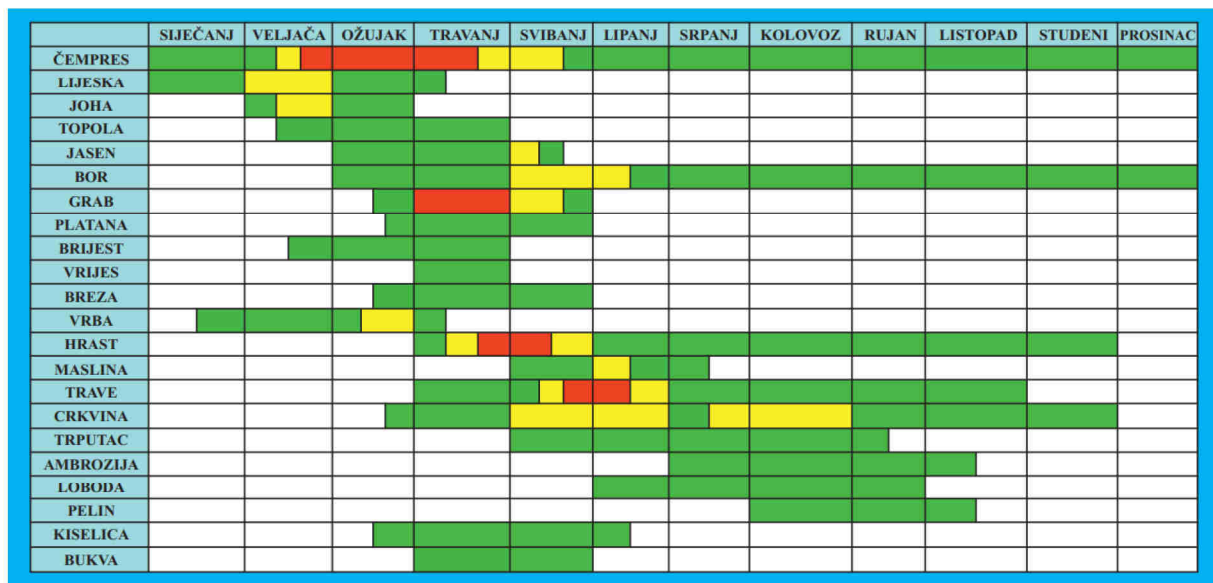 SIJEČANJ VELJAČA OŽUJAK TRAVANJ SVIBANJ LIPANJ SRPANJ KOLOVOZ RUJAN LISTOPAD STUDENI PROSINAC
ČEMPRES
LIJESKA
JOHA
TOPOLA
JASEN
BOR
GRAB
PLATANA
BRIJEST
VRIJES
BREZA
VRBA
HRAST
MASLINA
TRAVE
CRKVINA
TRPUTAC
AMBROZIJA
LOBODA
PELIN
KISELICA
BUKVA